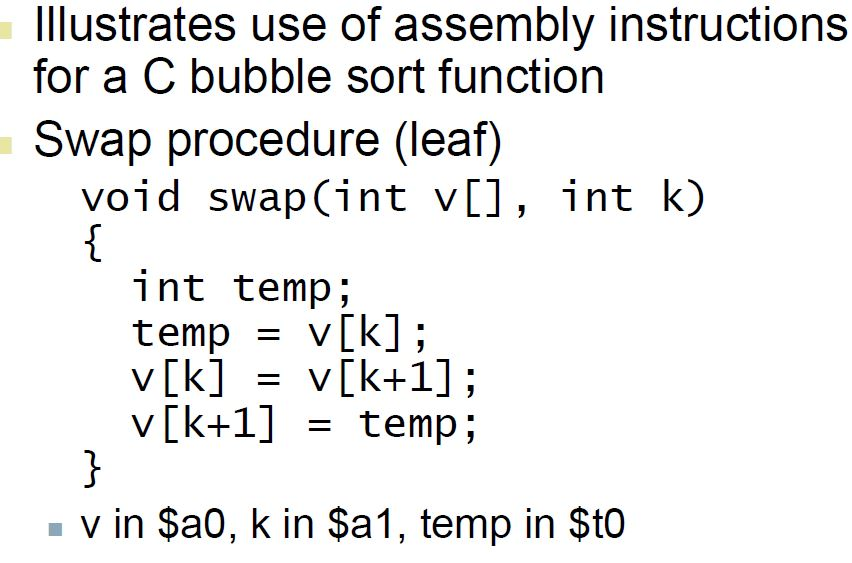 Illustrates use of assembly instructions
for a C bubble sort function
Swap procedure (leaf)
void swap(int v[], int k)
{
int temp;
temp = v[k];
v[k] = v[k+1];
v[k+1] = temp;
}
v in $a0, k in $a1, temp in $t0